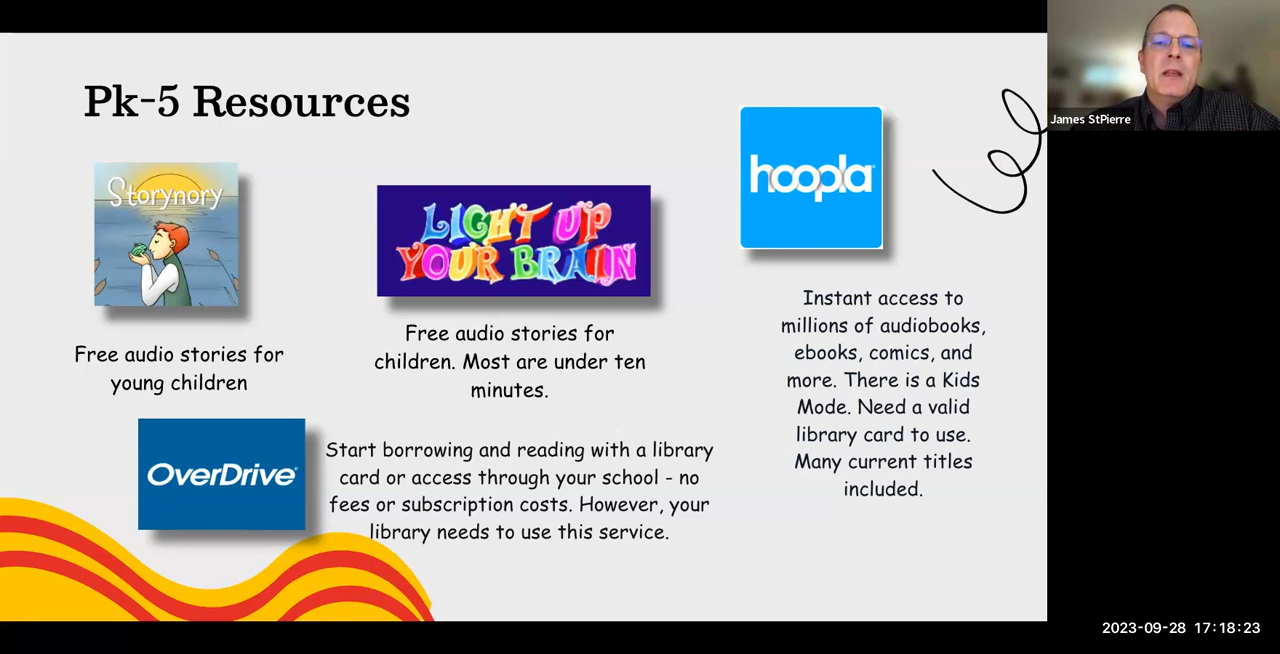 Pk-5 Resources
Storynory
Free audio stories for
young children
LIGHT UP
YOUR BRAIN
Free audio stories for
children. Most are under ten
minutes.
hoopla
Instant access to
millions of audiobooks,
ebooks, comics, and
more. There is a Kids
Mode. Need a valid
library card to use.
Many current titles
included.
OverDrive
Start borrowing and reading with a library
card or access through your school - no
fees or subscription costs. However, your
library needs to use this service.
James StPierre
2023-09-28 17:18:23